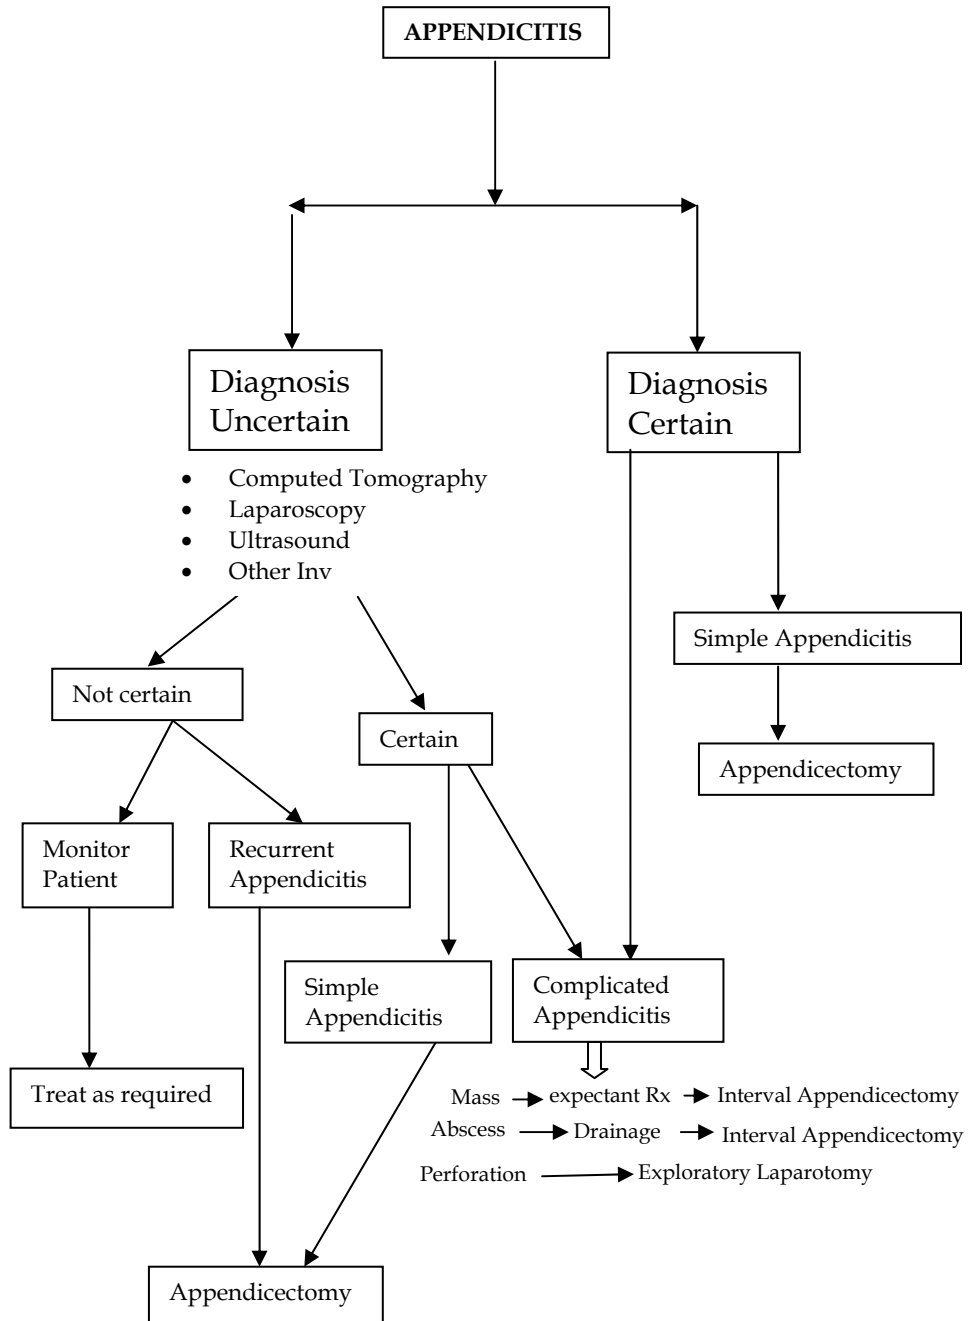 APPENDICITIS
Diagnosis
Uncertain
Diagnosis
Certain
• Computed Tomography
• Laparoscopy
• Ultrasound
• Other Inv
Simple Appendicitis
Not certain
Certain
Appendicectomy
Monitor
Patient
Recurrent
Appendicitis
Simple
Appendicitis
Complicated
Appendicitis
Treat as required
Mass expectant Rx Interval Appendicectomy
Abscess Drainage Interval Appendicectomy
Perforation Exploratory Laparotomy
Appendicectomy